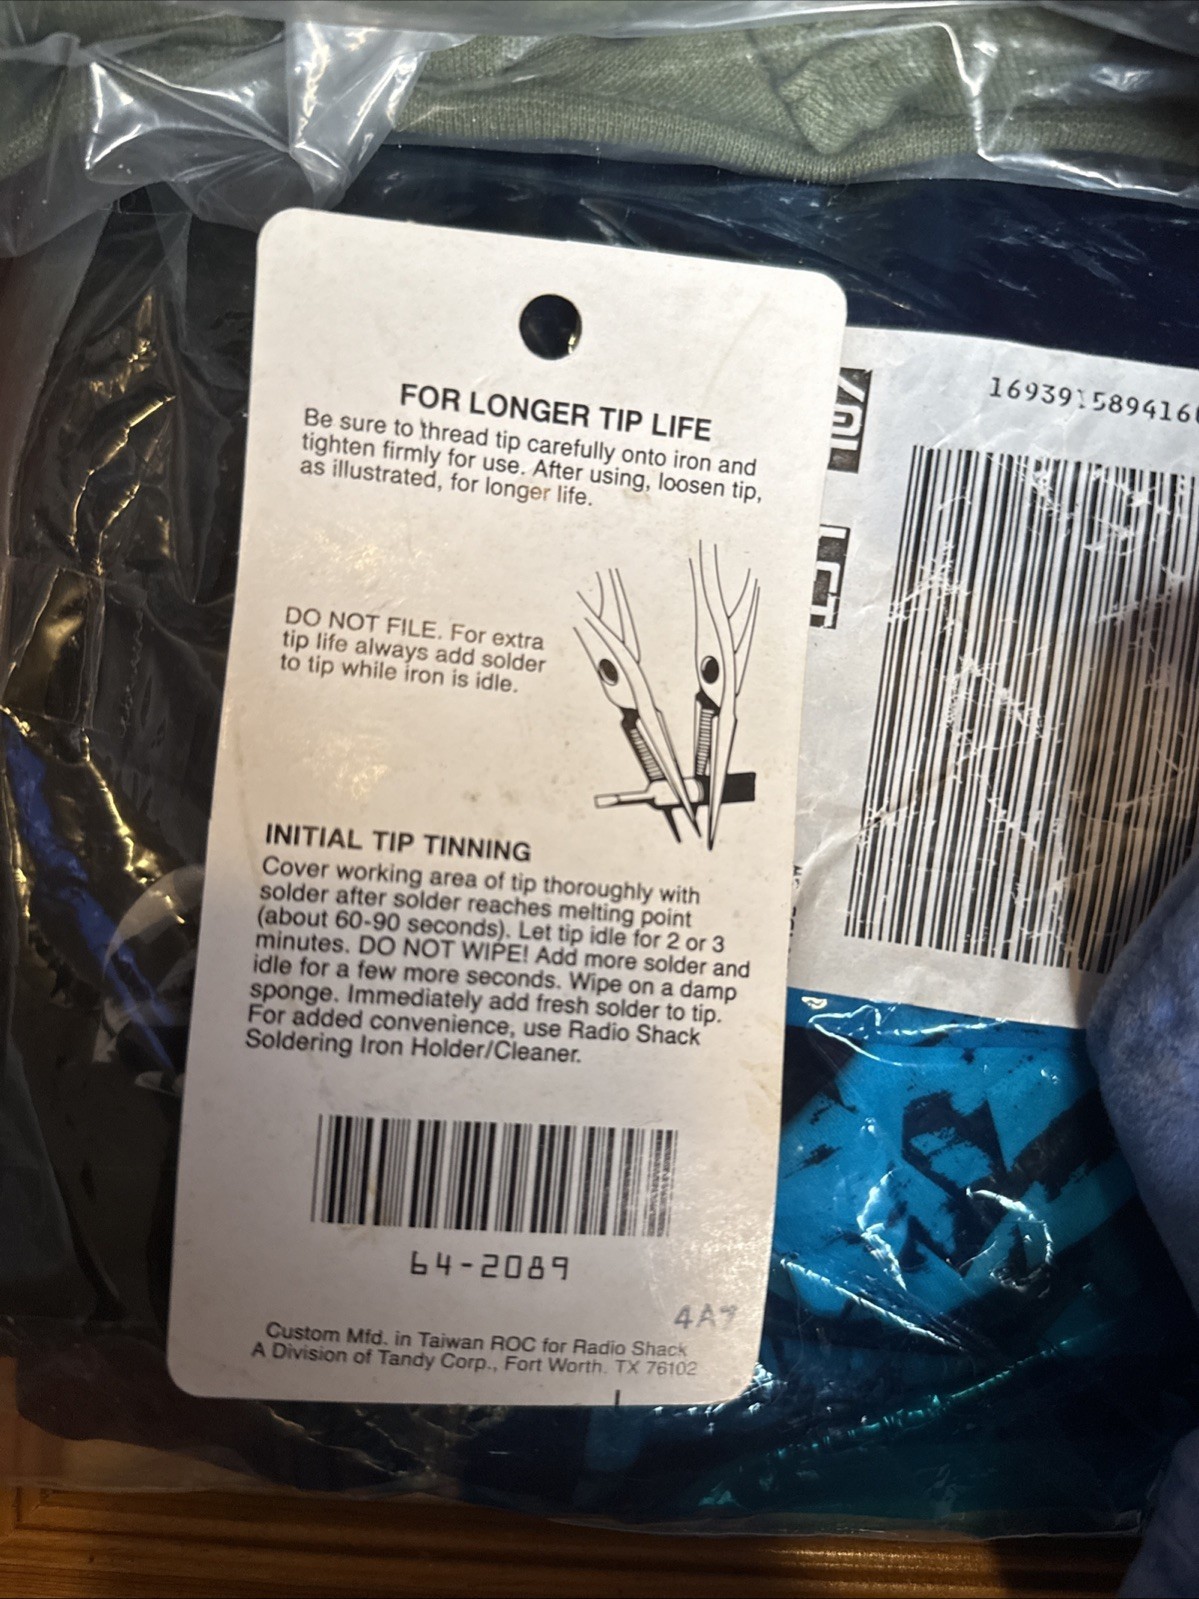 FOR LONGER TIP LIFE
Be sure to thread tip carefully onto iron and
tighten firmly for use. After using, loosen tip,
as illustrated, for longer life.
DO NOT FILE. For extra
tip life always add solder
to tip while iron is idle.
INITIAL TIP TINNING
Cover working area of tip thoroughly with
solder after solder reaches melting point
(about 60-90 seconds). Let tip idle for 2 or 3
minutes. DO NOT WIPE! Add more solder and
idle for a few more seconds. Wipe on a damp
sponge. Immediately add fresh solder to tip.
For added convenience, use Radio Shack
Soldering Iron Holder/Cleaner.
64-2089
4A7
Custom Mfd. in Taiwan ROC for Radio Shack
A Division of Tandy Corp., Fort Worth, TX 76102